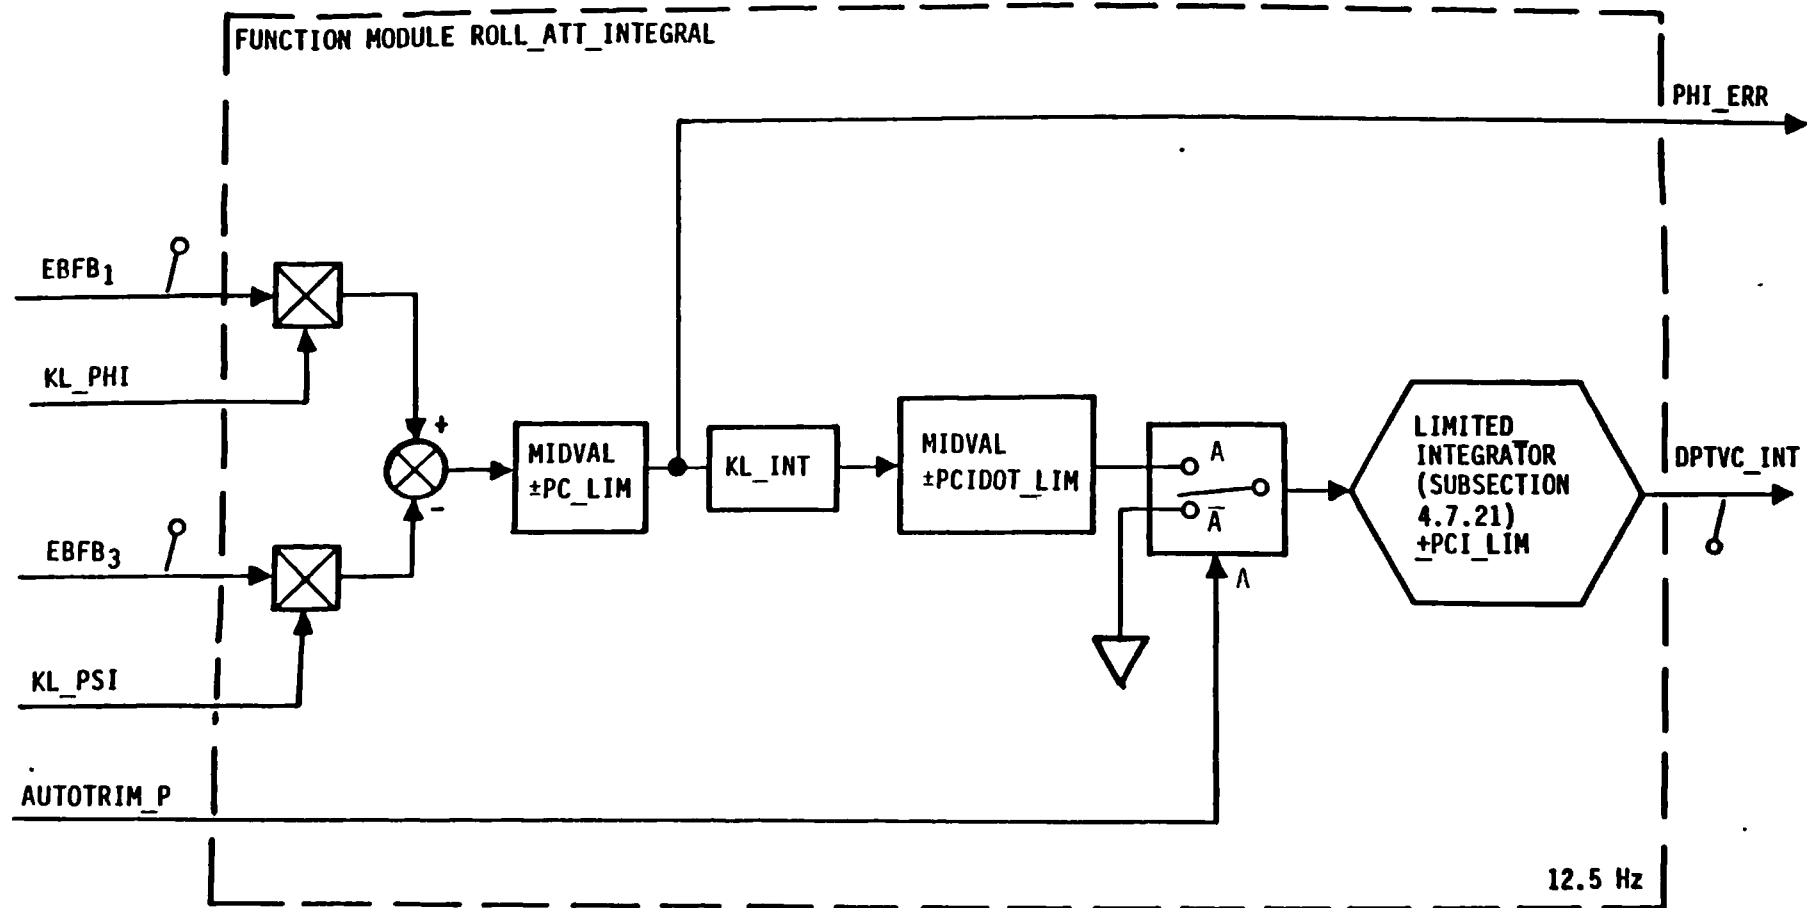 FUNCTION MODULE ROLL_ATT_INTEGRAL
PHI_ERR
EBFB1
KL_PHI
+
MIDVAL
±PC_LIM
KL_INT
MIDVAL
±PCIDOT_LIM
A
Ā
LIMITED
INTEGRATOR
(SUBSECTION
4.7.21)
±PCI_LIM
DPTVC_INT
-
EBFB3
A
KL_PSI
AUTOTRIM_P
12.5 Hz